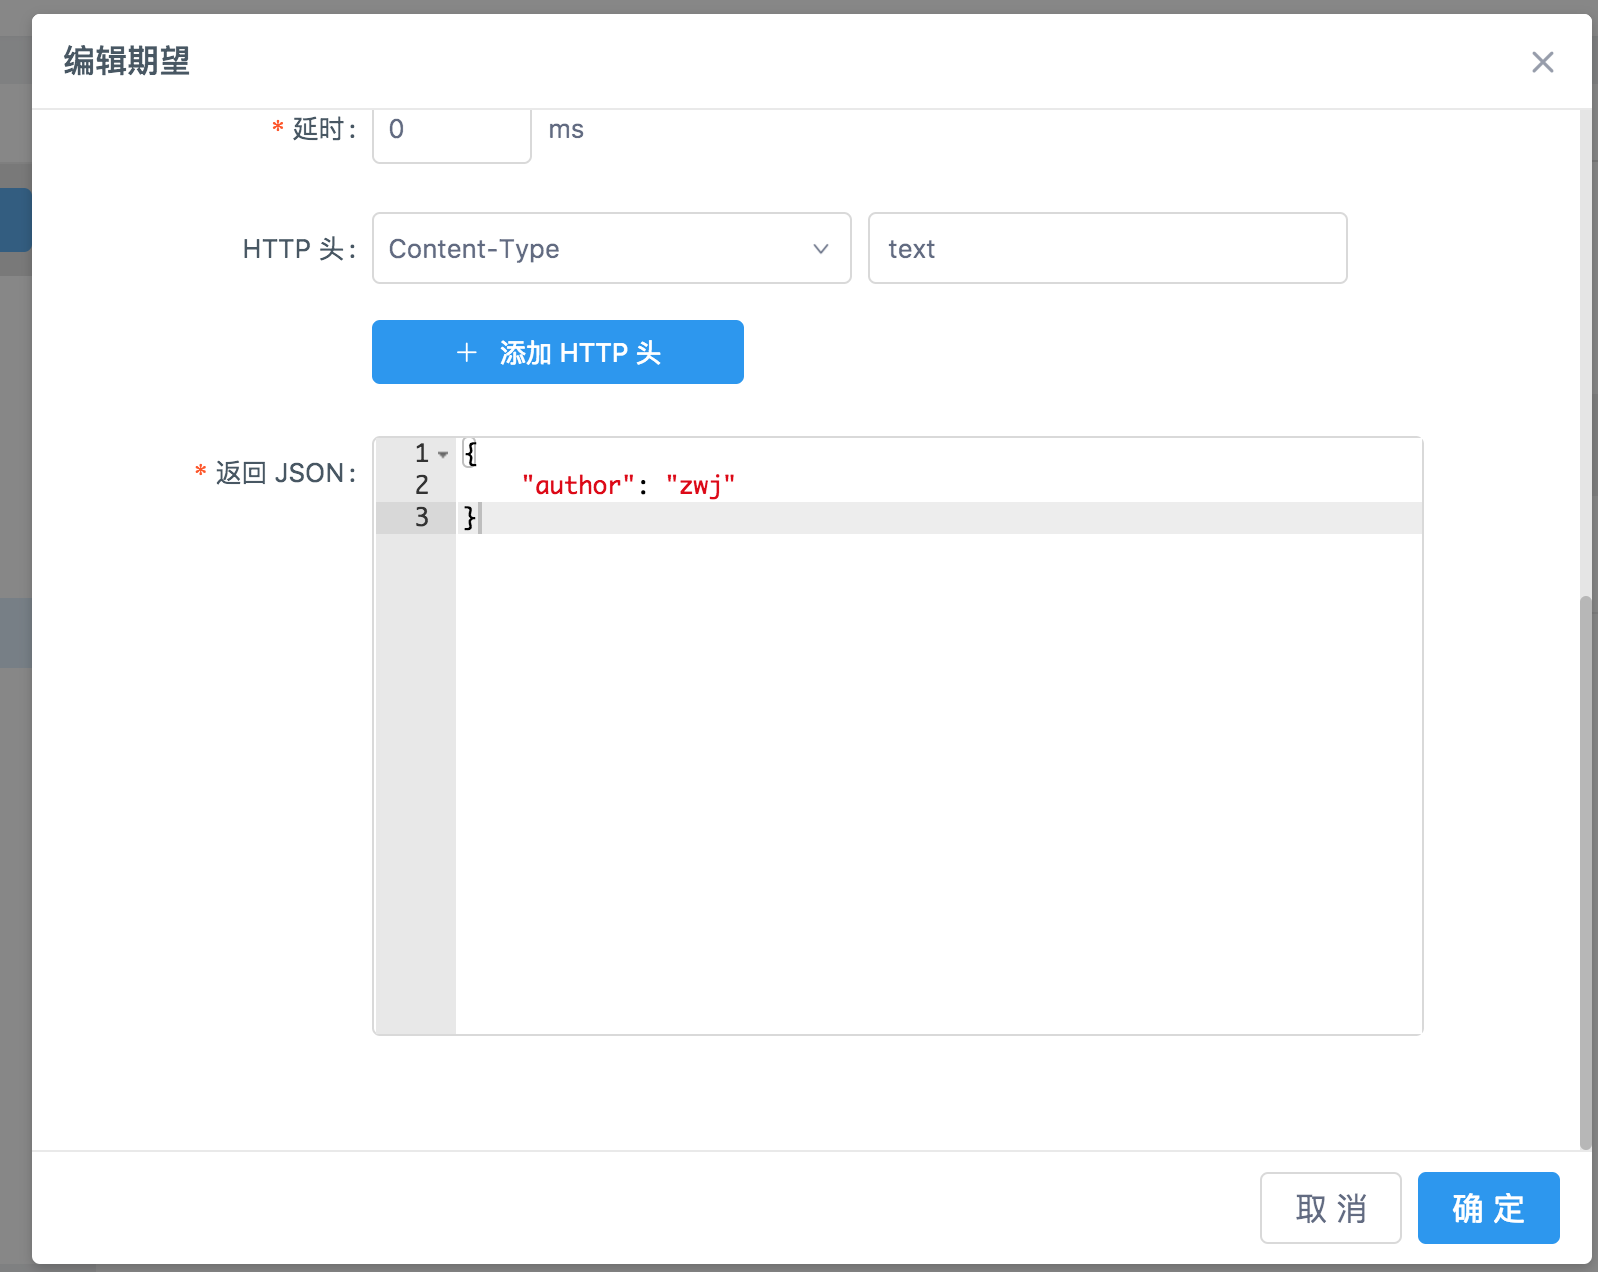 编辑期望
* 延时: 0 ms
HTTP 头: Content-Type text
+ 添加 HTTP 头
* 返回 JSON:
1 {
2 "author": "zwj"
3 }
取 消 确 定